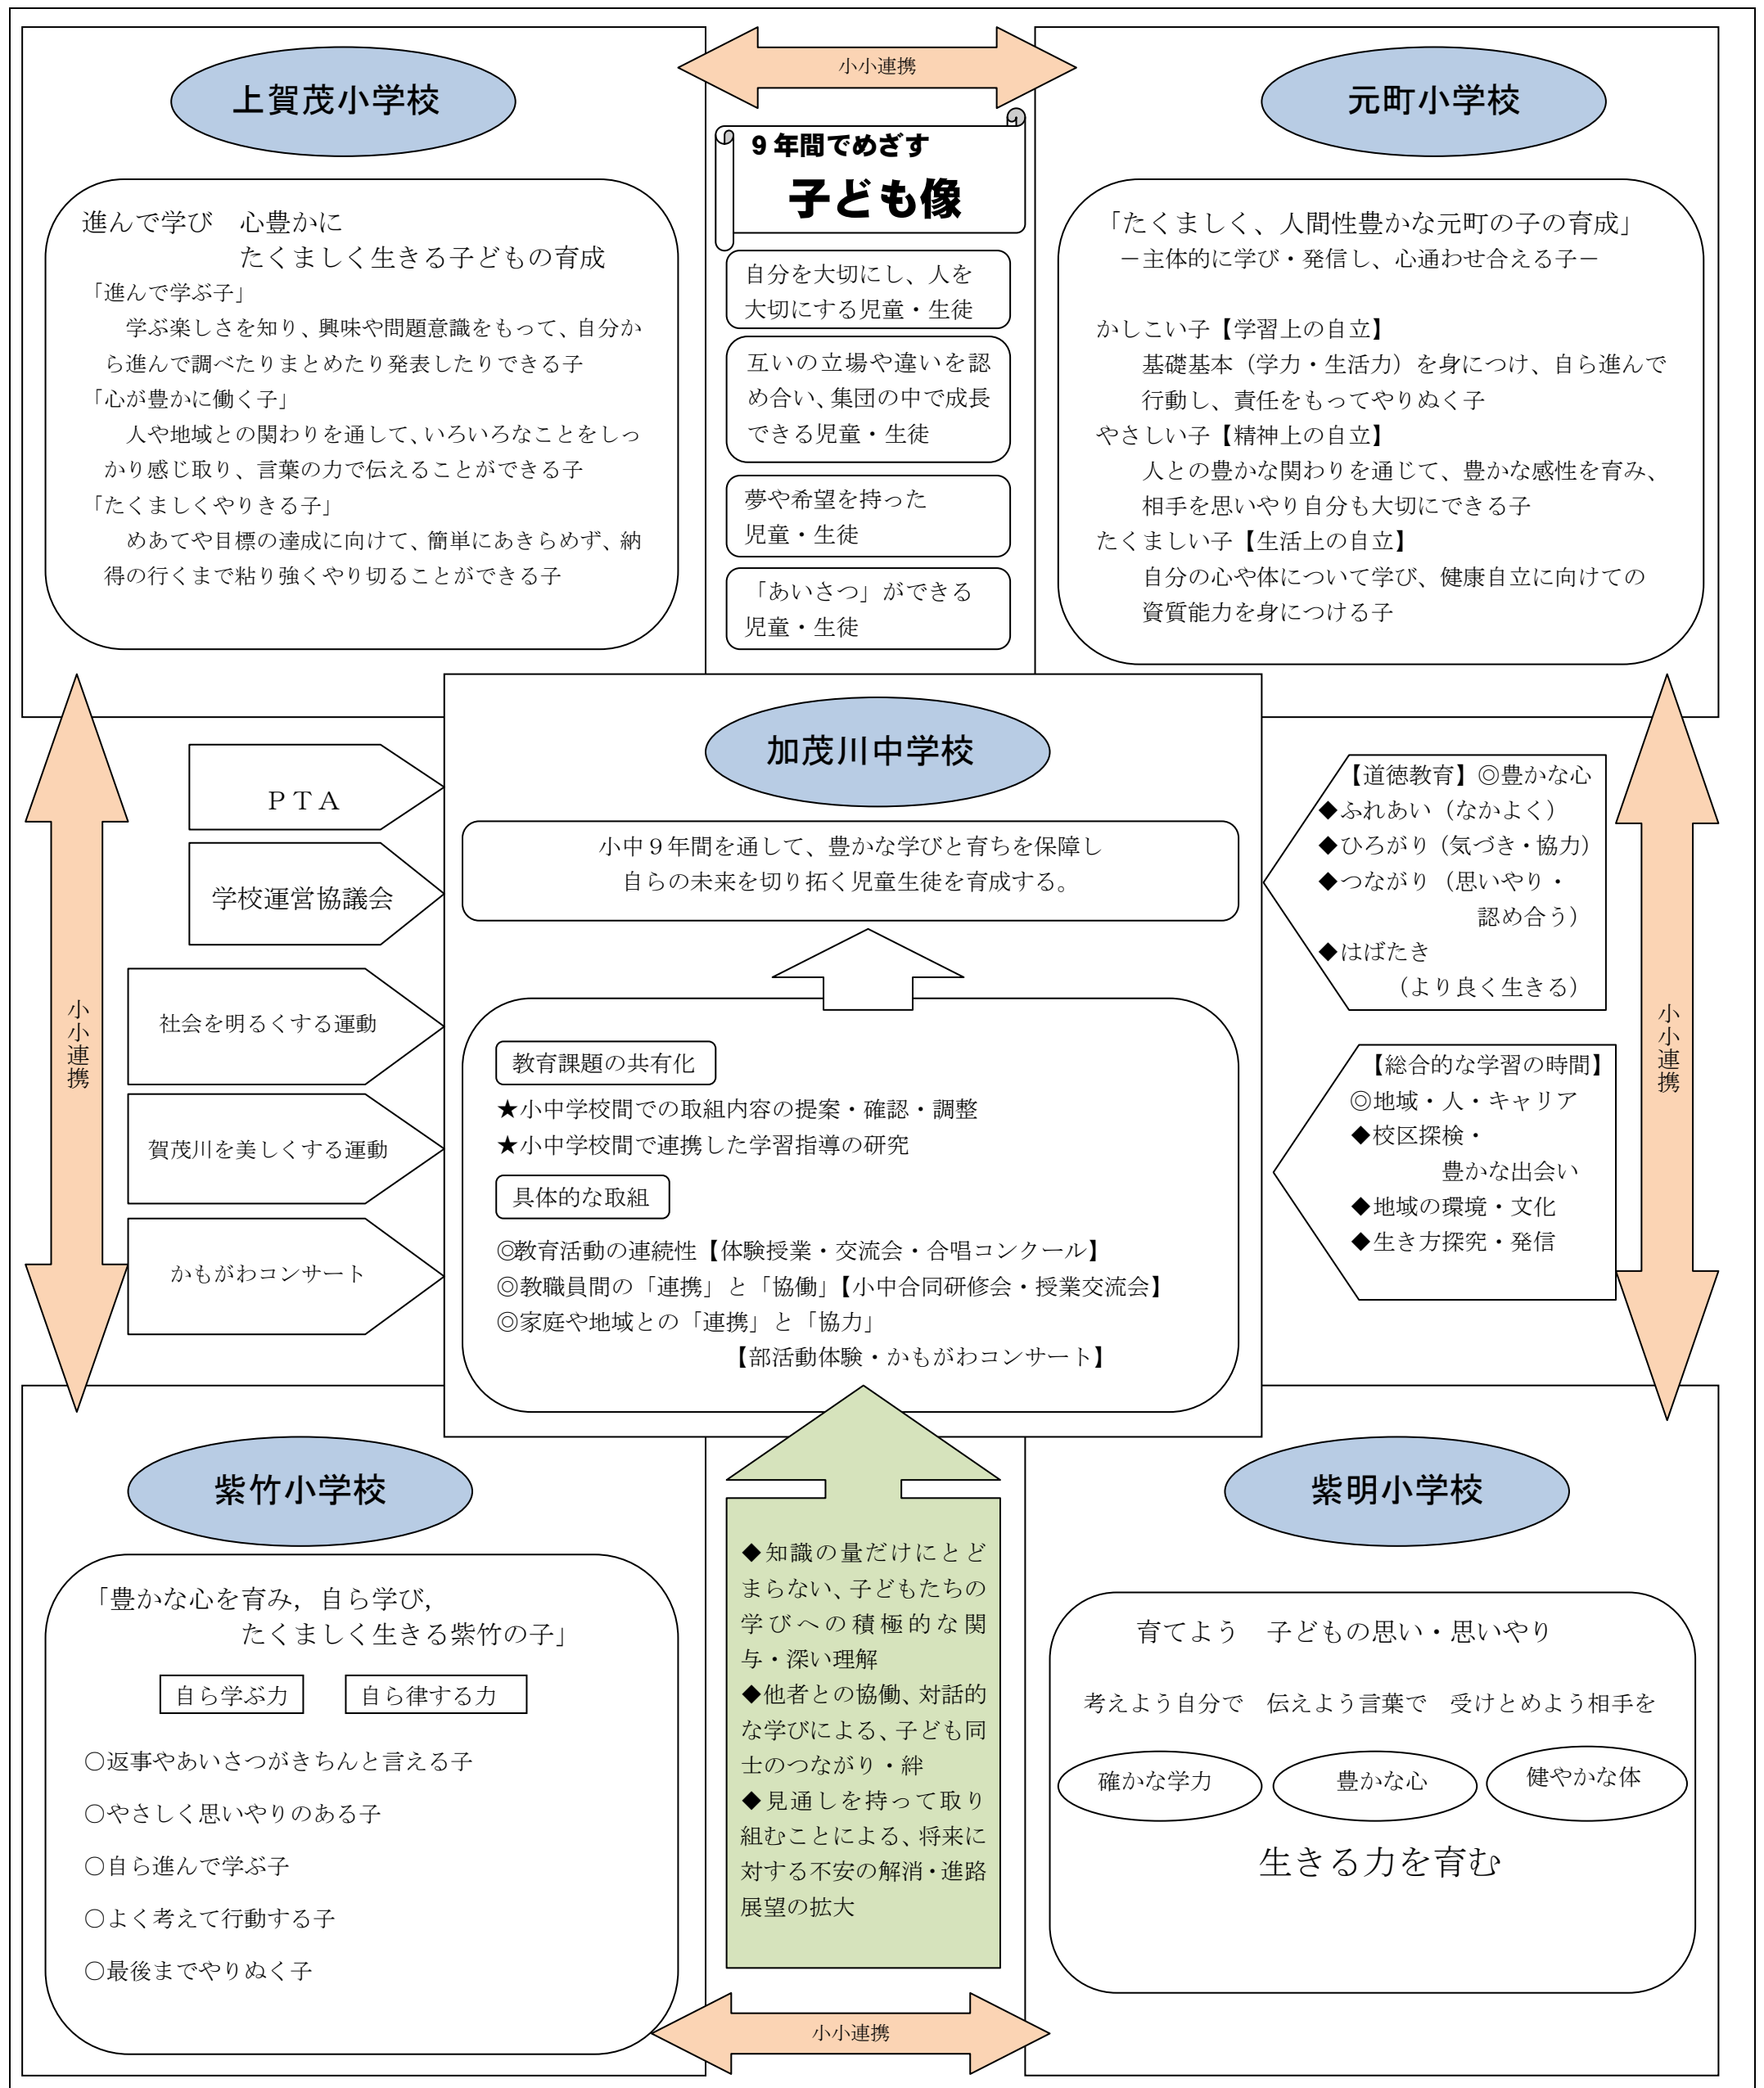 小小連携
上賀茂小学校
進んで学び　心豊かに
たくましく生きる子どもの育成
「進んで学ぶ子」
学ぶ楽しさを知り、興味や問題意識をもって、自分か
ら進んで調べたりまとめたり発表したりできる子
「心が豊かに働く子」
人や地域との関わりを通して、いろいろなことをしっ
かり感じ取り、言葉の力で伝えることができる子
「たくましくやりきる子」
めあてや目標の達成に向けて、簡単にあきらめず、納
得の行くまで粘り強くやり切ることができる子
9 年間でめざす
子ども像
自分を大切にし、人を
大切にする児童・生徒
互いの立場や違いを認
め合い、集団の中で成長
できる児童・生徒
夢や希望を持った
児童・生徒
「あいさつ」ができる
児童・生徒
元町小学校
「たくましく、人間性豊かな元町の子の育成」
－主体的に学び・発信し、心通わせ合える子－
かしこい子【学習上の自立】
基礎基本（学力・生活力）を身につけ、自ら進んで
行動し、責任をもってやりぬく子
やさしい子【精神上の自立】
人との豊かな関わりを通じて、豊かな感性を育み、
相手を思いやり自分も大切にできる子
たくましい子【生活上の自立】
自分の心や体について学び、健康自立に向けての
資質能力を身につける子
小小連携
ＰＴＡ
学校運営協議会
社会を明るくする運動
賀茂川を美しくする運動
かもがわコンサート
加茂川中学校
小中９年間を通して、豊かな学びと育ちを保障し
自らの未来を切り拓く児童生徒を育成する。
教育課題の共有化
★小中学校間での取組内容の提案・確認・調整
★小中学校間で連携した学習指導の研究
具体的な取組
◎教育活動の連続性【体験授業・交流会・合唱コンクール】
◎教職員間の「連携」と「協働」【小中合同研修会・授業交流会】
◎家庭や地域との「連携」と「協力」
【部活動体験・かもがわコンサート】
【道徳教育】◎豊かな心
◆ふれあい（なかよく）
◆ひろがり（気づき・協力）
◆つながり（思いやり・
認め合う）
◆はばたき
（より良く生きる）
【総合的な学習の時間】
◎地域・人・キャリア
◆校区探検・
豊かな出会い
◆地域の環境・文化
◆生き方探究・発信
小小連携
紫竹小学校
「豊かな心を育み，自ら学び，
たくましく生きる紫竹の子」
自ら学ぶ力
自ら律する力
○返事やあいさつがきちんと言える子
○やさしく思いやりのある子
○自ら進んで学ぶ子
○よく考えて行動する子
○最後までやりぬく子
◆知識の量だけにとど
まらない、子どもたちの
学びへの積極的な関
与・深い理解
◆他者との協働、対話的
な学びによる、子ども同
士のつながり・絆
◆見通しを持って取り
組むことによる、将来に
対する不安の解消・進路
展望の拡大
紫明小学校
育てよう　子どもの思い・思いやり
考えよう自分で　伝えよう言葉で　受けとめよう相手を
確かな学力
豊かな心
健やかな体
生きる力を育む
小小連携